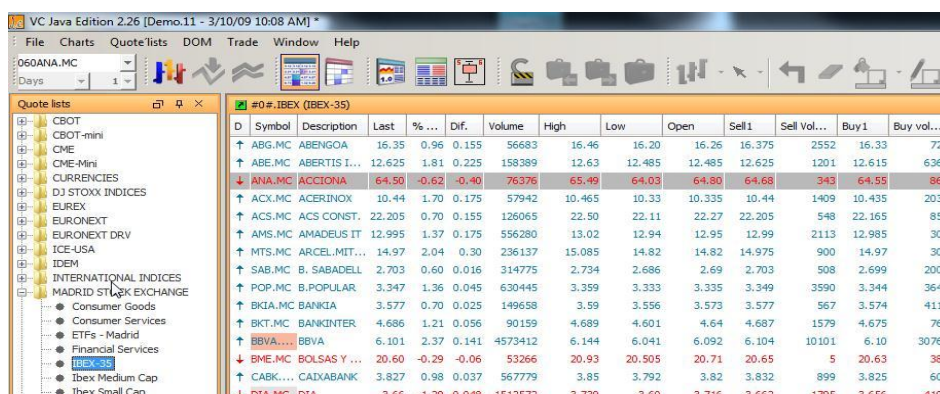 VC Java Edition 2.26 [Demo.11 - 3/10/09 10:08 AM] *
File Charts Quote'lists DOM Trade Window Help
060ANA.MC
Days 1
Quote lists
CBOT
CBOT-mini
CME
CME-Mini
CURRENCIES
DJ STOXX INDICES
EUREX
EURONEXT
EURONEXT DRV
ICE-USA
IDEM
INTERNATIONAL INDICES
MADRID STOCK EXCHANGE
Consumer Goods
Consumer Services
ETFs - Madrid
Financial Services
IBEX-35
Ibex Medium Cap
Ibex Small Cap
#0#.IBEX (IBEX-35)
D Symbol Description Last % ... Dif. Volume High Low Open Sell1 Sell Vol... Buy1 Buy vol...
ABG.MC ABENGOA 16.35 0.96 0.155 56683 16.46 16.20 16.26 16.375 2552 16.33 72
ABE.MC ABERTIS I... 12.625 1.81 0.225 158389 12.63 12.485 12.485 12.625 1201 12.615 636
ANA.MC ACCIONA 64.50 -0.62 -0.40 76376 65.49 64.03 64.80 64.68 343 64.55 86
ACX.MC ACERINOX 10.44 1.70 0.175 57942 10.465 10.33 10.335 10.44 1409 10.435 203
ACS.MC ACS CONST. 22.205 0.70 0.155 126065 22.50 22.11 22.27 22.205 548 22.165 85
AMS.MC AMADEUS IT 12.995 1.37 0.175 556280 13.02 12.94 12.95 12.99 2113 12.985 30
MTS.MC ARCEL.MIT... 14.97 2.04 0.30 236137 15.085 14.82 14.82 14.975 900 14.97 30
SAB.MC B. SABADELL 2.703 0.60 0.016 314775 2.734 2.686 2.69 2.703 508 2.699 200
POP.MC B.POPULAR 3.347 1.36 0.045 630445 3.359 3.333 3.335 3.349 3590 3.344 364
BKIA.MC BANKIA 3.577 0.70 0.025 149658 3.59 3.556 3.573 3.577 567 3.574 411
BKT.MC BANKINTER 4.686 1.21 0.056 90159 4.689 4.601 4.64 4.687 1579 4.675 76
BBVA.... BBVA 6.101 2.37 0.141 4573412 6.144 6.041 6.092 6.104 10101 6.10 3076
BME.MC BOLSAS Y ... 20.60 -0.29 -0.06 53266 20.93 20.505 20.71 20.65 5 20.63 38
CABK.... CAIXABANK 3.827 0.98 0.037 567779 3.85 3.792 3.82 3.832 899 3.825 60
DIA.MC DIA